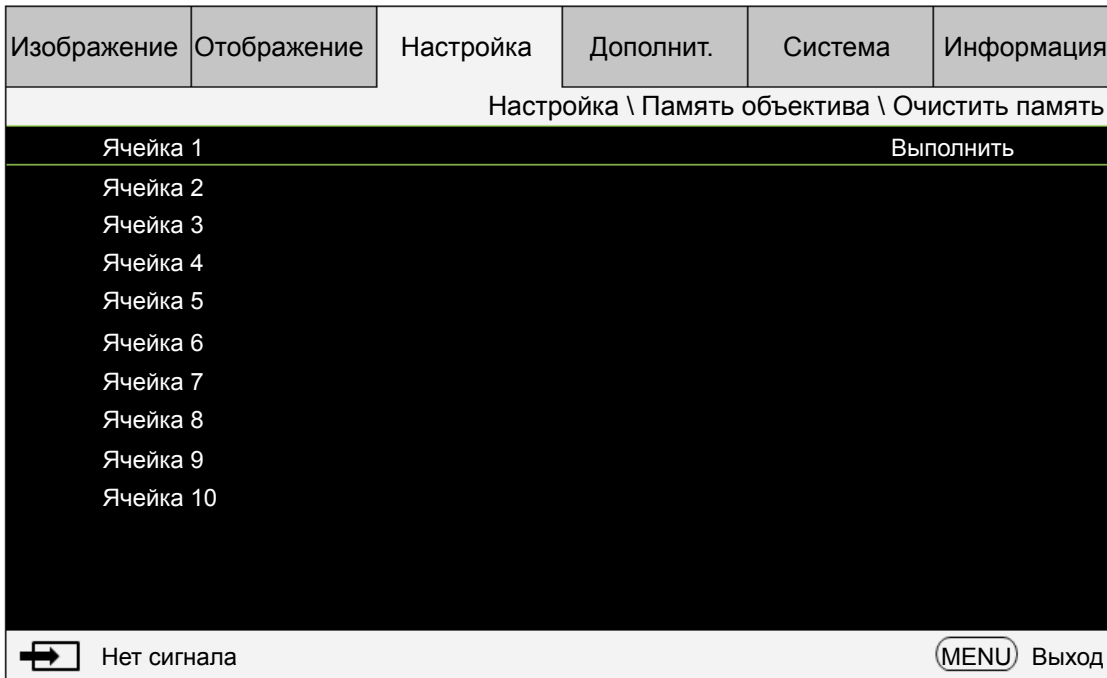 Изображение Отображение Настройка Дополнит. Система Информация
Настройка \ Память объектива \ Очистить память
Ячейка 1 Выполнить
Ячейка 2
Ячейка 3
Ячейка 4
Ячейка 5
Ячейка 6
Ячейка 7
Ячейка 8
Ячейка 9
Ячейка 10
Нет сигнала MENU Выход